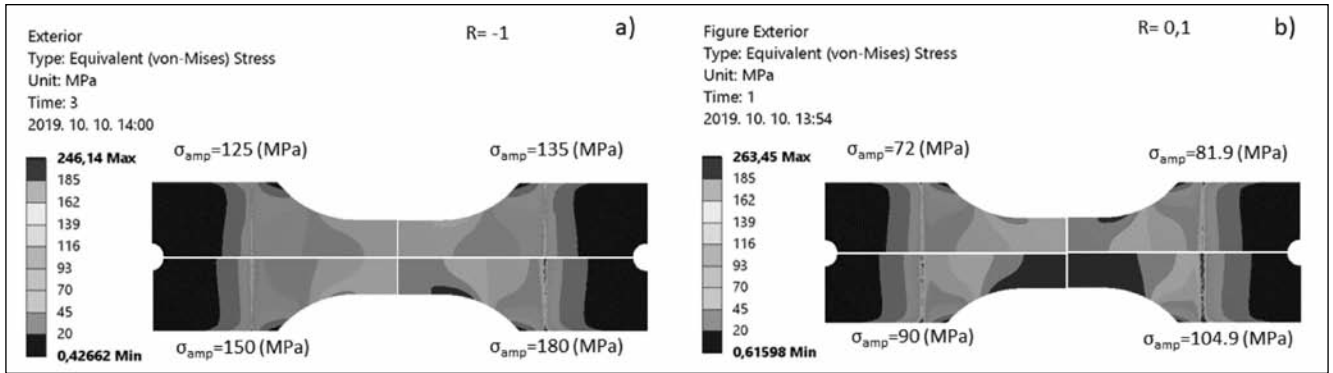 Exterior
Type: Equivalent (von-Mises) Stress
Unit: MPa
Time: 3
2019. 10. 10. 14:00
R= -1
a)
σamp=125 (MPa)
σamp=135 (MPa)
246,14 Max
185
162
139
116
93
70
45
20
0,42662 Min
σamp=150 (MPa)
σamp=180 (MPa)
Figure Exterior
Type: Equivalent (von-Mises) Stress
Unit: MPa
Time: 1
2019. 10. 10. 13:54
R= 0,1
b)
σamp=72 (MPa)
σamp=81.9 (MPa)
263,45 Max
185
162
139
116
93
70
45
20
0,61598 Min
σamp=90 (MPa)
σamp=104.9 (MPa)